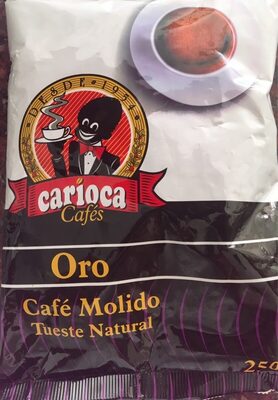 DESDE • 1954
carioca
Cafés
Oro
Café Molido
Tueste Natural